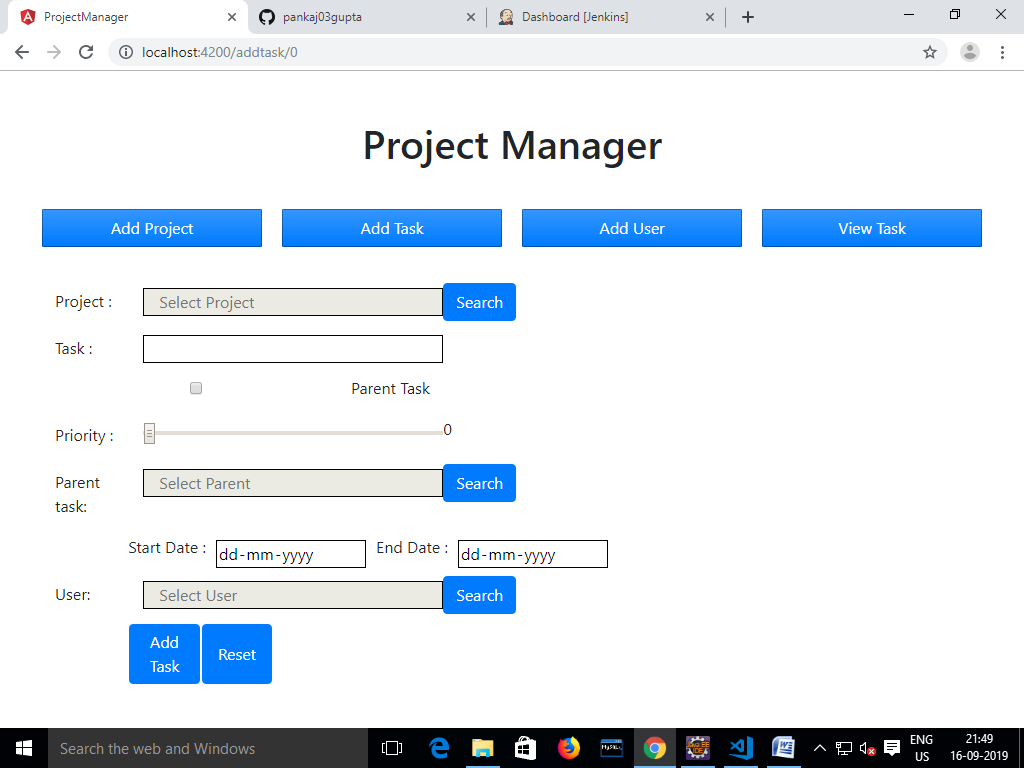 ProjectManager
pankaj03gupta
Dashboard [Jenkins]
localhost:4200/addtask/0
Project Manager
Add Project
Add Task
Add User
View Task
Project :
Select Project
Search
Task :
Parent Task
Priority :
0
Parent
task:
Select Parent
Search
Start Date :
dd-mm-yyyy
End Date :
dd-mm-yyyy
User:
Select User
Search
Add
Task
Reset
Search the web and Windows
MySQL
ENG
US
21:49
16-09-2019